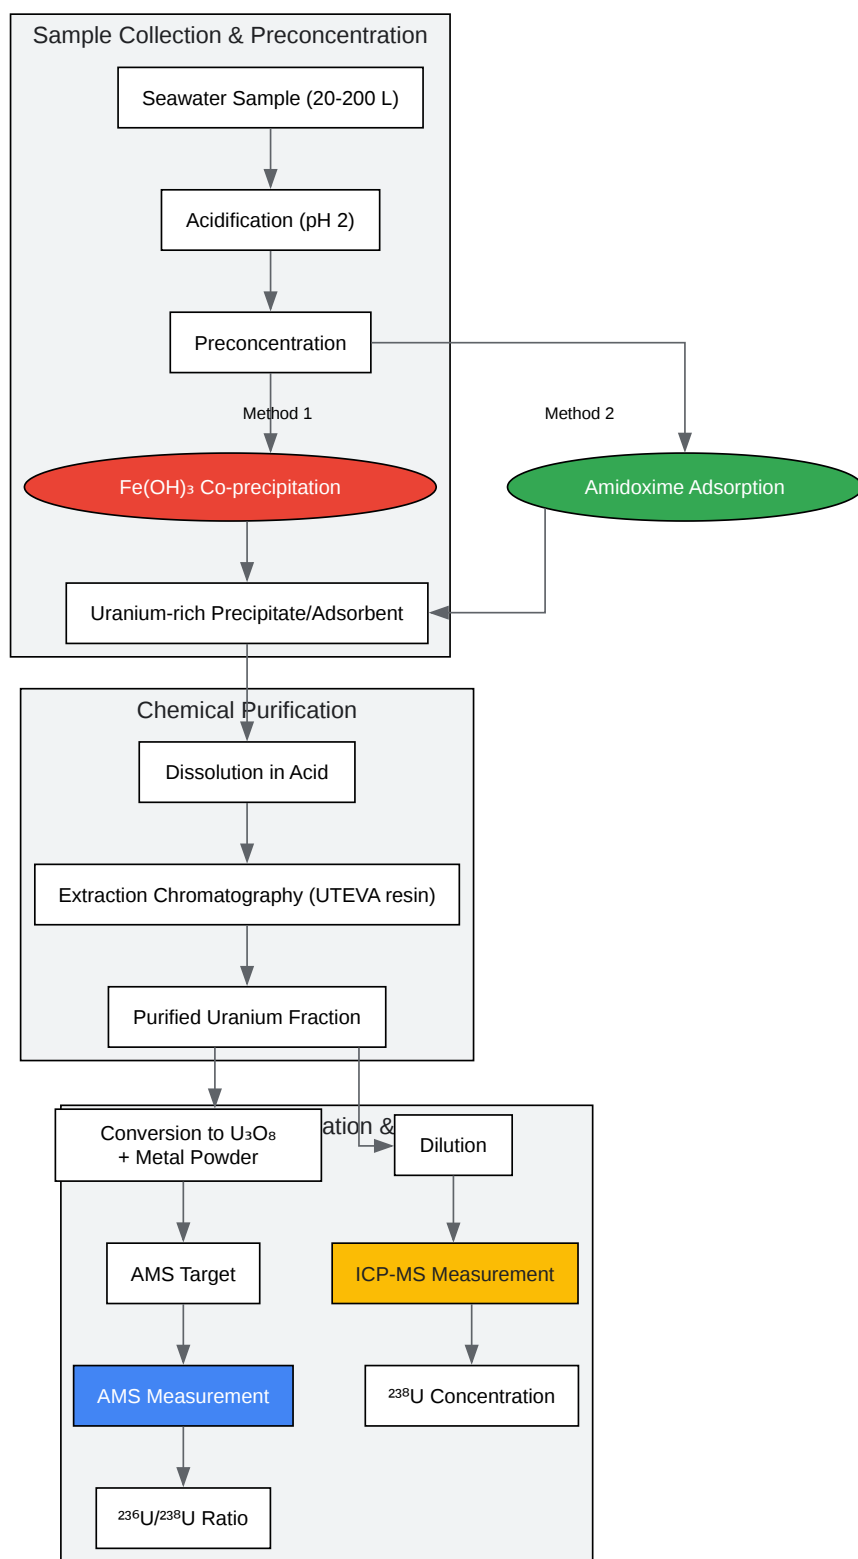 Sample Collection & Preconcentration
Seawater Sample (20-200 L)
Acidification (pH 2)
Preconcentration
Method 1
Method 2
Fe(OH)₃ Co-precipitation
Amidoxime Adsorption
Uranium-rich Precipitate/Adsorbent
Chemical Purification
Dissolution in Acid
Extraction Chromatography (UTEVA resin)
Purified Uranium Fraction
Conversion to U₃O₈
+ Metal Powder
&
Dilution
AMS Target
ICP-MS Measurement
AMS Measurement
²³⁸U Concentration
²³⁶U/²³⁸U Ratio